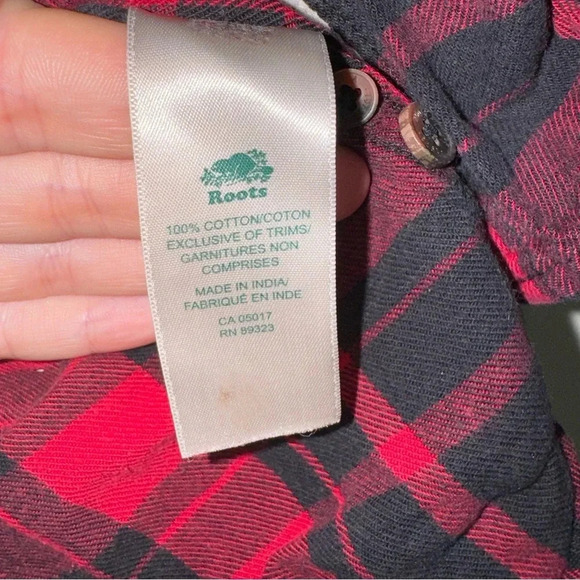 Roots
100% COTTON/COTON
EXCLUSIVE OF TRIMS/
GARNITURES NON
COMPRISES
MADE IN INDIA/
FABRIQUÉ EN INDE
CA 05017
RN 89323